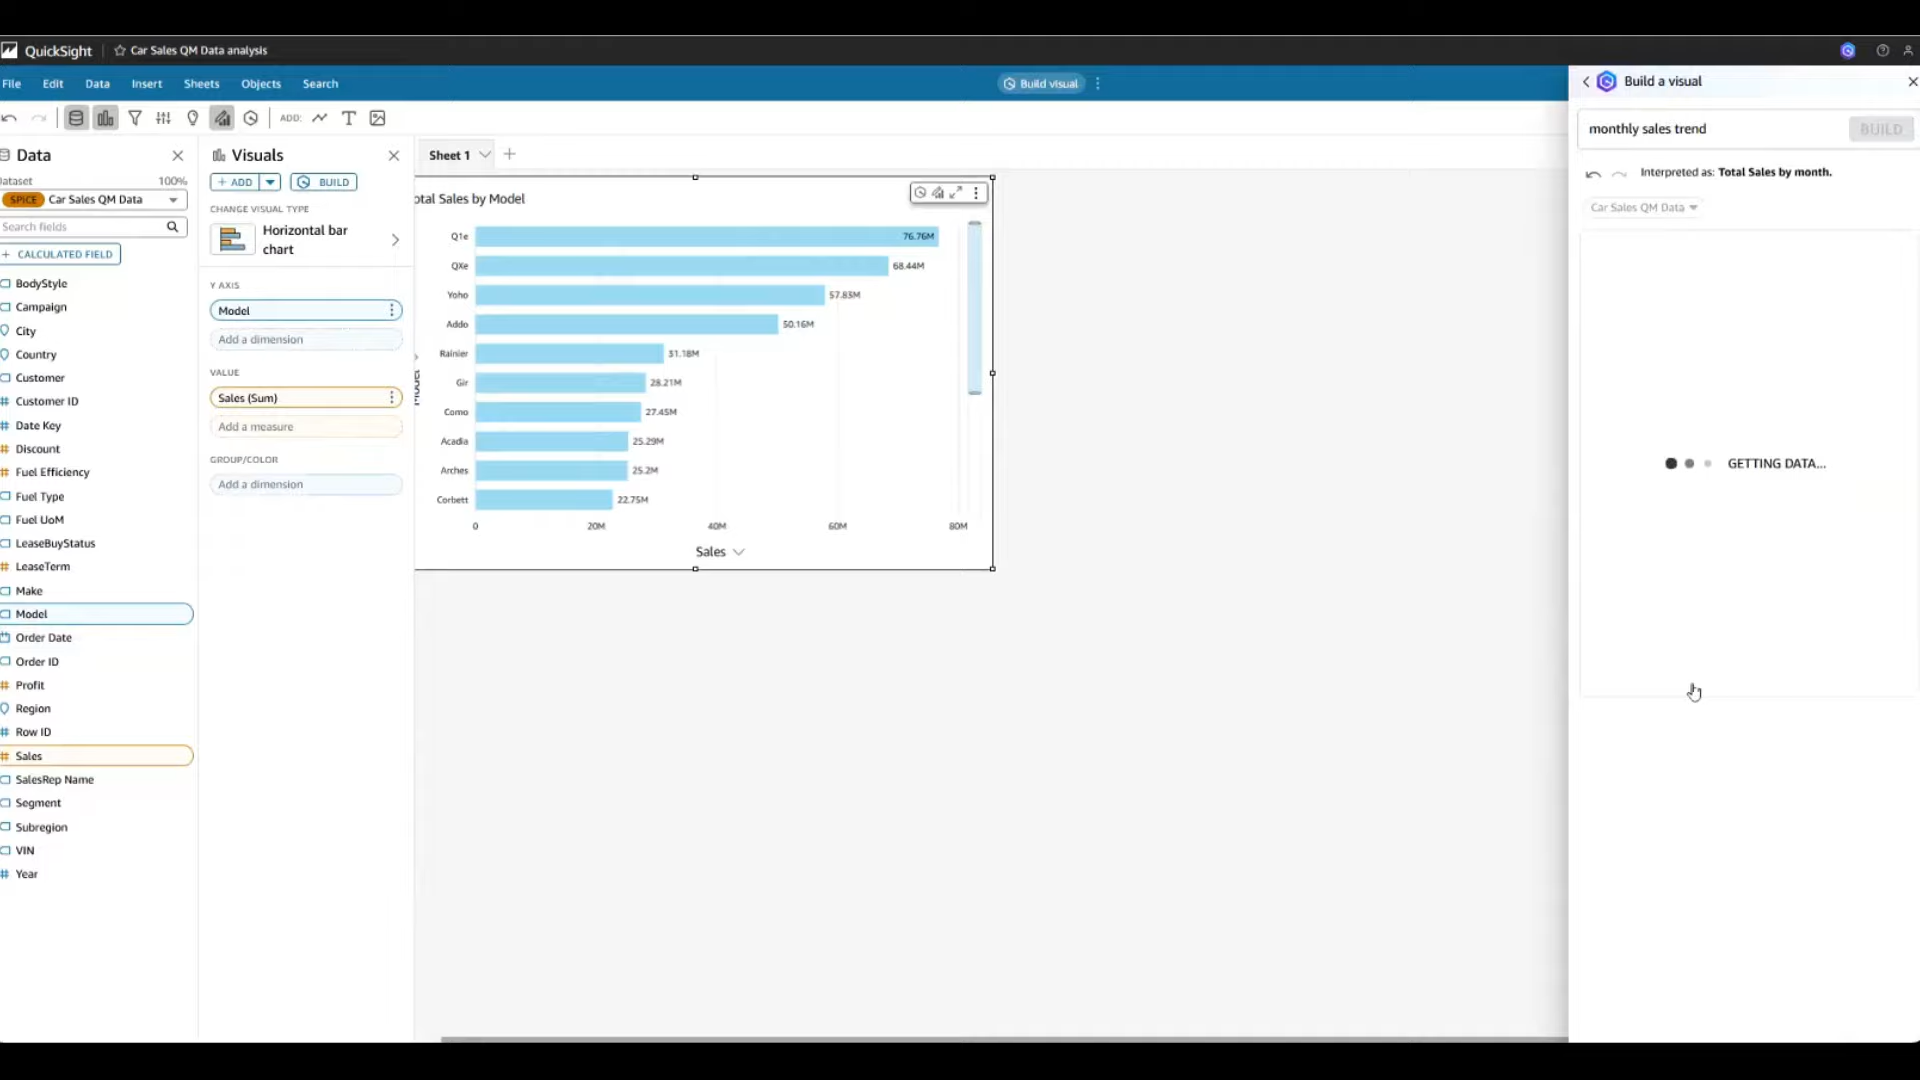 QuickSight
Car Sales QM Data analysis
File
Edit
Data
Insert
Sheets
Objects
Search
Build visual
ADD:
Data
Dataset
100%
SPICE
Car Sales QM Data
Search fields
+ CALCULATED FIELD
BodyStyle
Campaign
City
Country
Customer
Customer ID
Date Key
Discount
Fuel Efficiency
Fuel Type
Fuel UoM
LeaseBuyStatus
LeaseTerm
Make
Model
Order Date
Order ID
Profit
Region
Row ID
Sales
SalesRep Name
Segment
Subregion
VIN
Year
Visuals
+ ADD
BUILD
CHANGE VISUAL TYPE
Horizontal bar
chart
Y AXIS
Model
Add a dimension
VALUE
Sales (Sum)
Add a measure
GROUP/COLOR
Add a dimension
Sheet 1
otal Sales by Model
Model
Q1e
76.76M
QXe
68.44M
Yoho
57.83M
Addo
50.16M
Rainier
31.18M
Gir
28.21M
Como
27.45M
Acadia
25.29M
Arches
25.2M
Corbett
22.75M
0
20M
40M
60M
80M
Sales
Build a visual
monthly sales trend
BUILD
Interpreted as: Total Sales by month.
Car Sales QM Data
GETTING DATA...